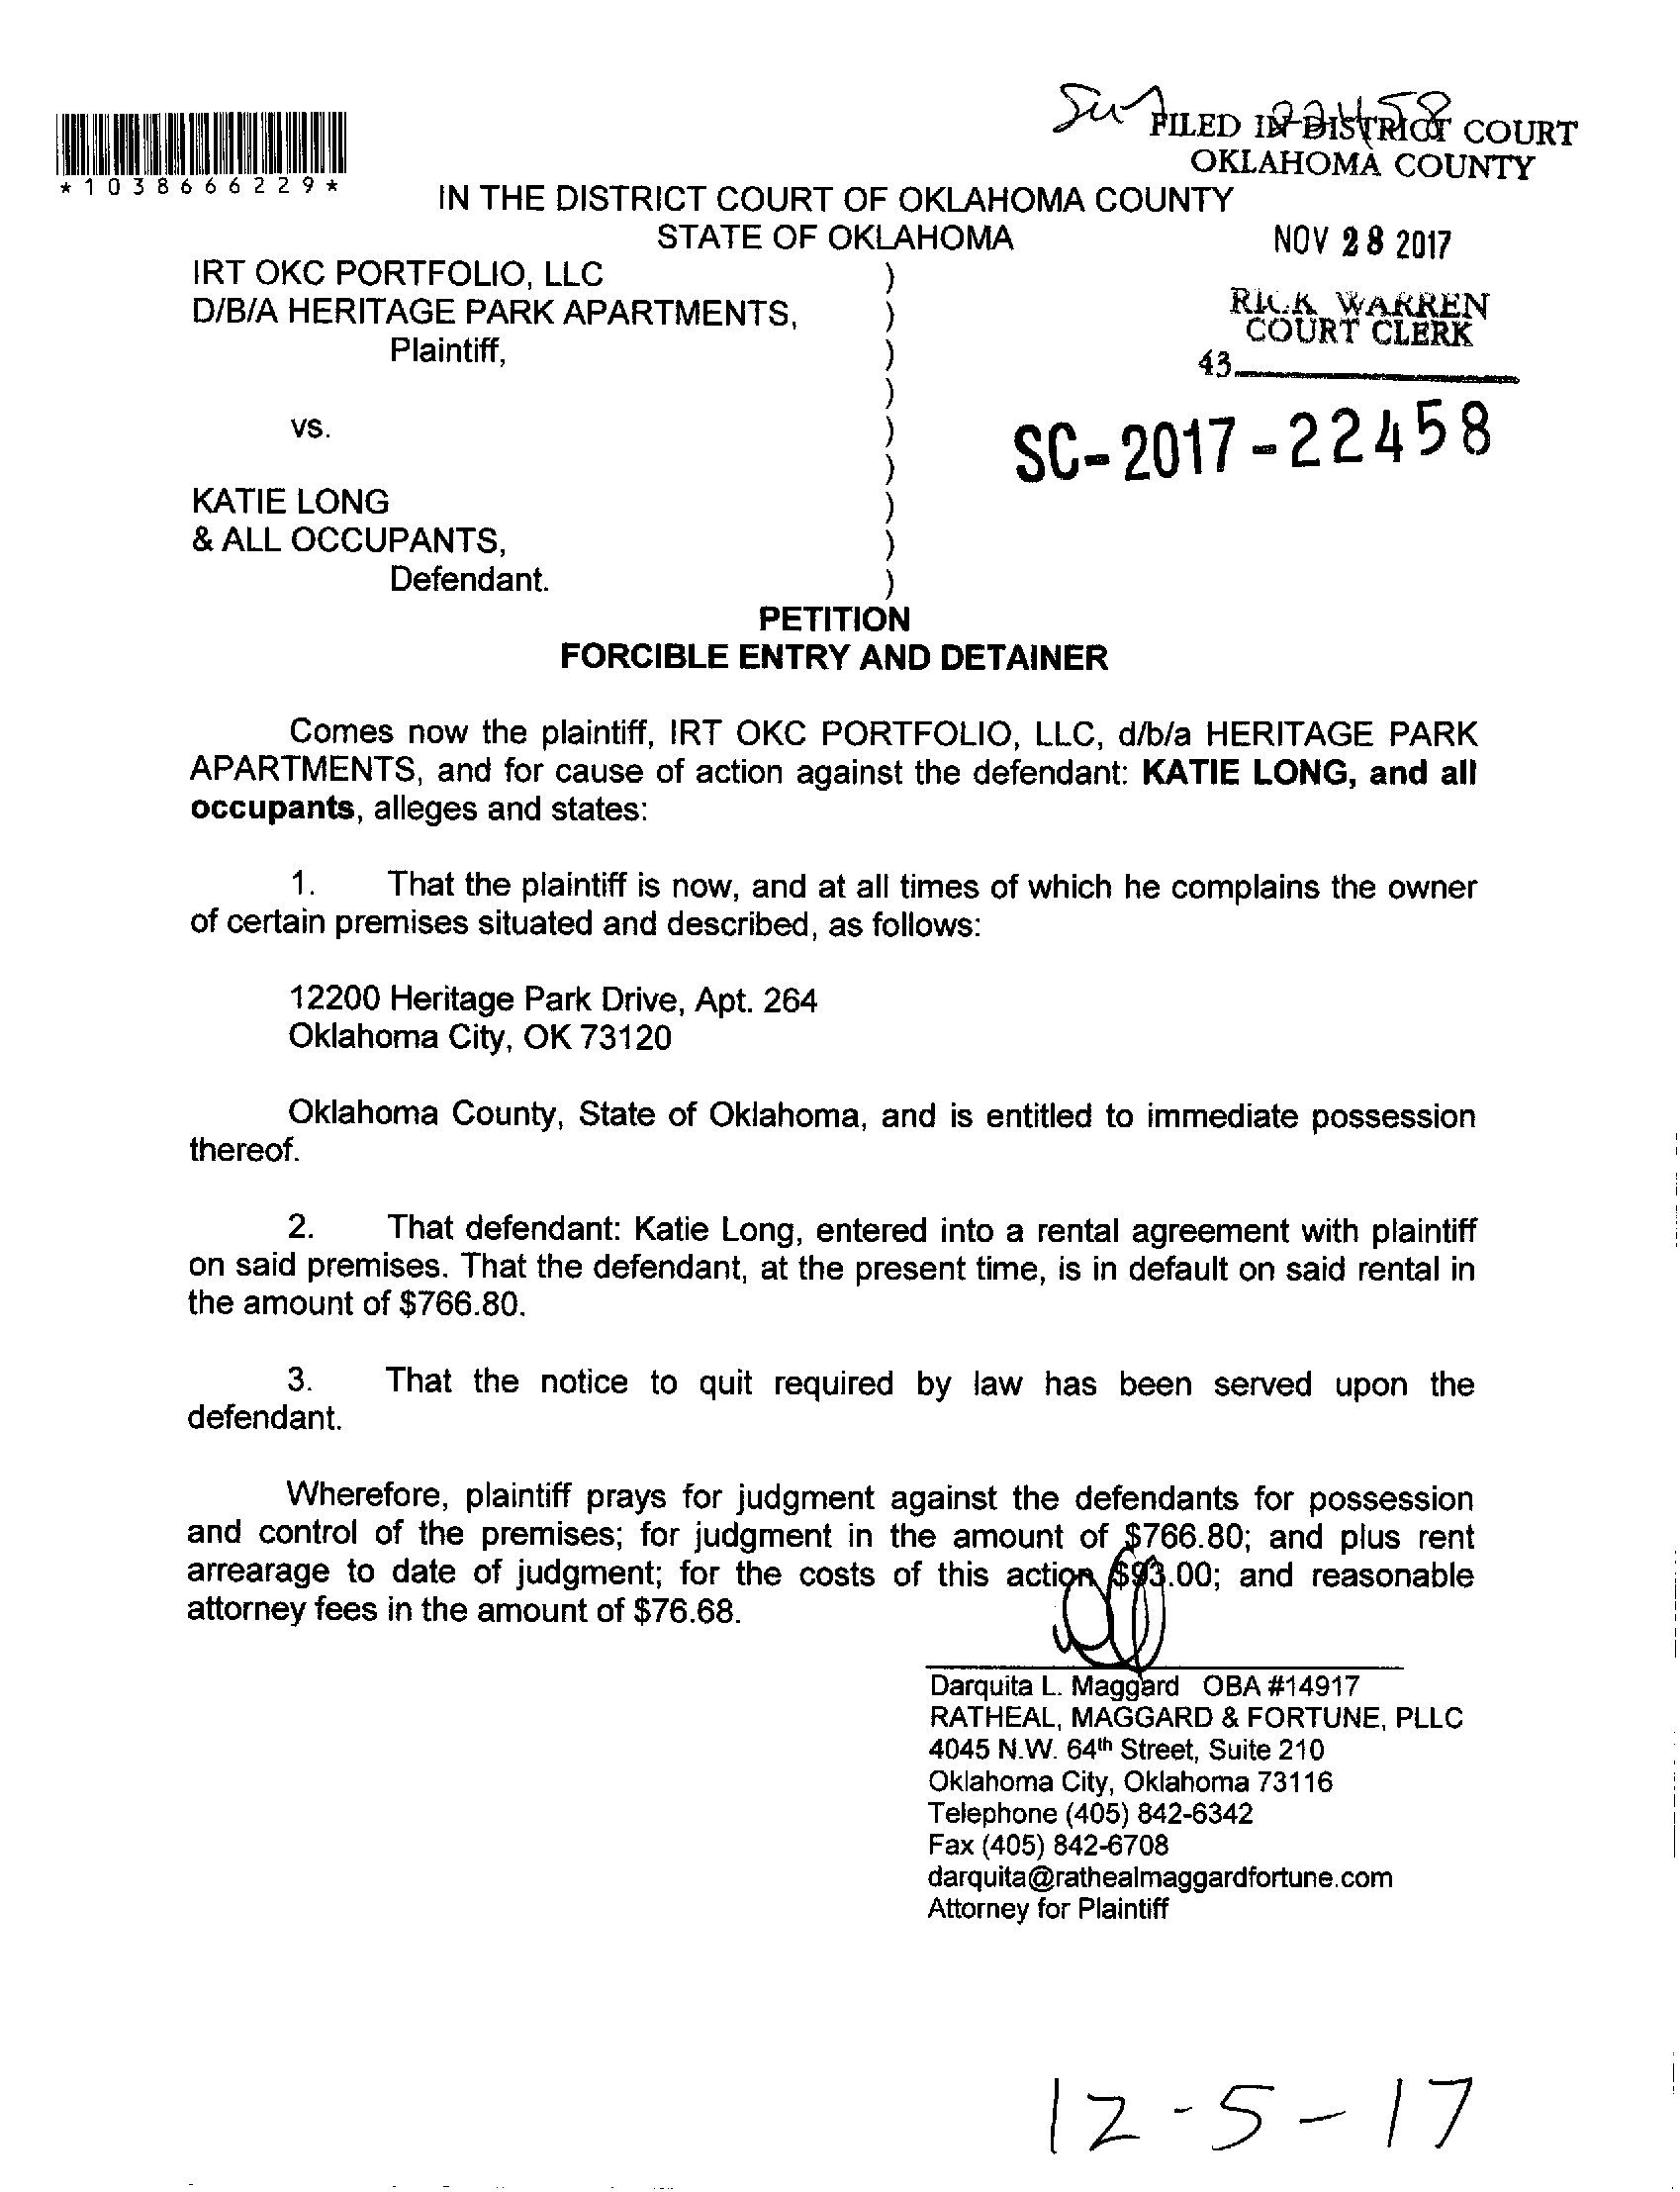 22458
FILED IN DISTRICT COURT
OKLAHOMA COUNTY
*1038666229*
IN THE DISTRICT COURT OF OKLAHOMA COUNTY
STATE OF OKLAHOMA
NOV 28 2017
IRT OKC PORTFOLIO, LLC )
D/B/A HERITAGE PARK APARTMENTS, )
RICK WARREN
COURT CLERK
Plaintiff, )
43
)
vs. )
SC-2017-22458
)
KATIE LONG )
& ALL OCCUPANTS, )
Defendant. )
PETITION
FORCIBLE ENTRY AND DETAINER
Comes now the plaintiff, IRT OKC PORTFOLIO, LLC, d/b/a HERITAGE PARK
APARTMENTS, and for cause of action against the defendant: KATIE LONG, and all
occupants, alleges and states:
1. That the plaintiff is now, and at all times of which he complains the owner
of certain premises situated and described, as follows:
12200 Heritage Park Drive, Apt. 264
Oklahoma City, OK 73120
Oklahoma County, State of Oklahoma, and is entitled to immediate possession
thereof.
2. That defendant: Katie Long, entered into a rental agreement with plaintiff
on said premises. That the defendant, at the present time, is in default on said rental in
the amount of $766.80.
3. That the notice to quit required by law has been served upon the
defendant.
Wherefore, plaintiff prays for judgment against the defendants for possession
and control of the premises; for judgment in the amount of $766.80; and plus rent
arrearage to date of judgment; for the costs of this action $93.00; and reasonable
attorney fees in the amount of $76.68.
Darquita L. Maggard OBA #14917
RATHEAL, MAGGARD & FORTUNE, PLLC
4045 N.W. 64th Street, Suite 210
Oklahoma City, Oklahoma 73116
Telephone (405) 842-6342
Fax (405) 842-6708
darquita@rathealmaggardfortune.com
Attorney for Plaintiff
12-5-17